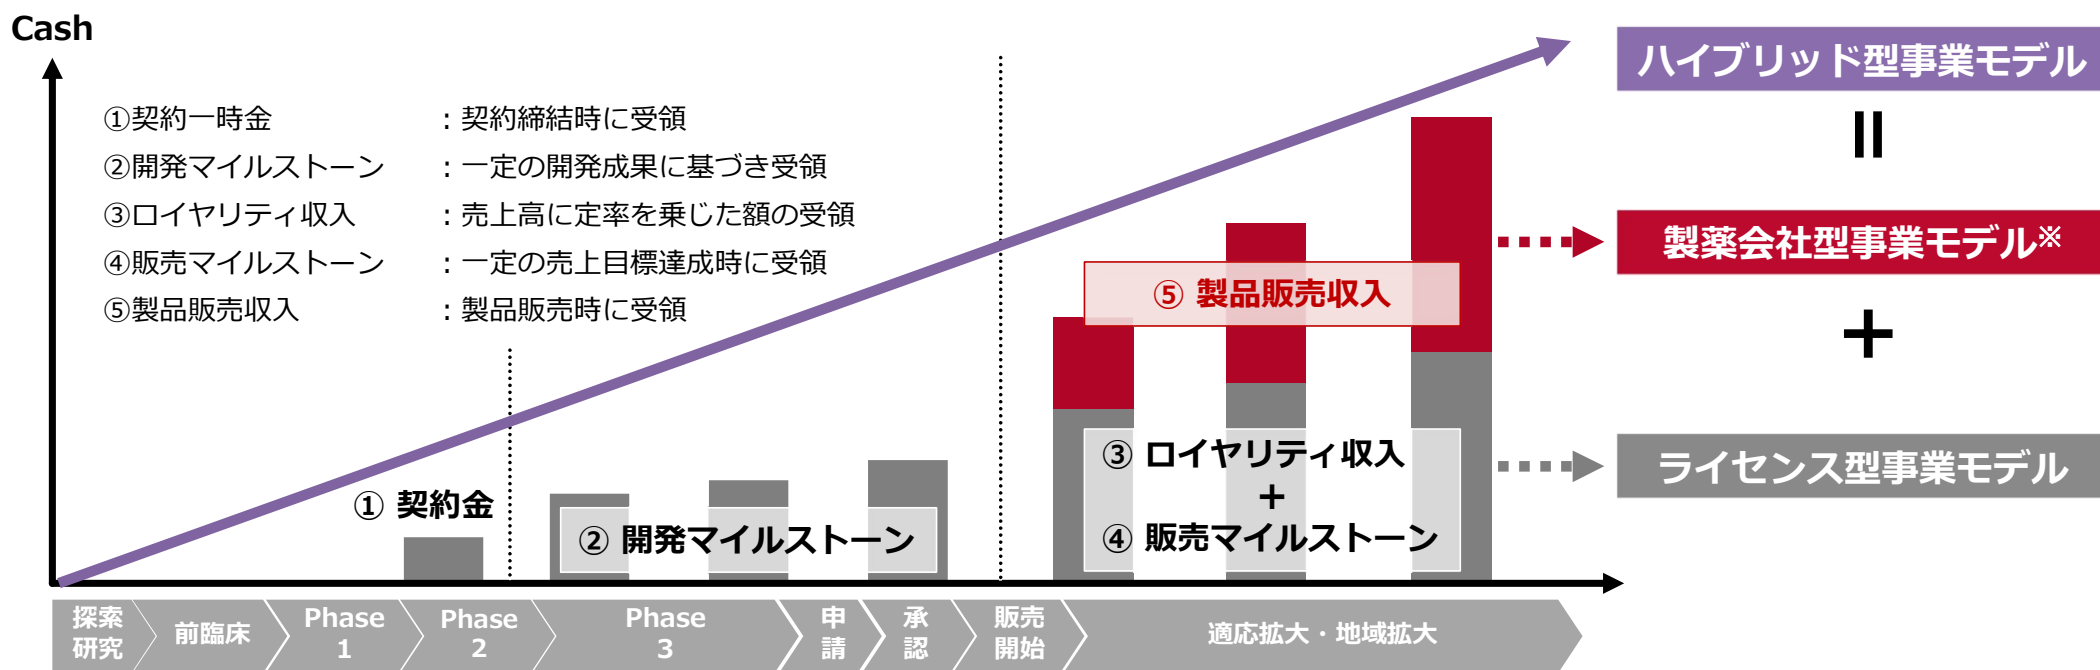 Cash
①契約一時金　：契約締結時に受領
②開発マイルストーン　：一定の開発成果に基づき受領
③ロイヤリティ収入　：売上高に定率を乗じた額の受領
④販売マイルストーン　：一定の売上目標達成時に受領
⑤製品販売収入　：製品販売時に受領
ハイブリッド型事業モデル
=
製薬会社型事業モデル※
＋
ライセンス型事業モデル
⑤ 製品販売収入
③ ロイヤリティ収入
+
④ 販売マイルストーン
① 契約金
② 開発マイルストーン
探索
研究
前臨床
Phase
1
Phase
2
Phase
3
申
請
承
認
販売
開始
適応拡大・地域拡大